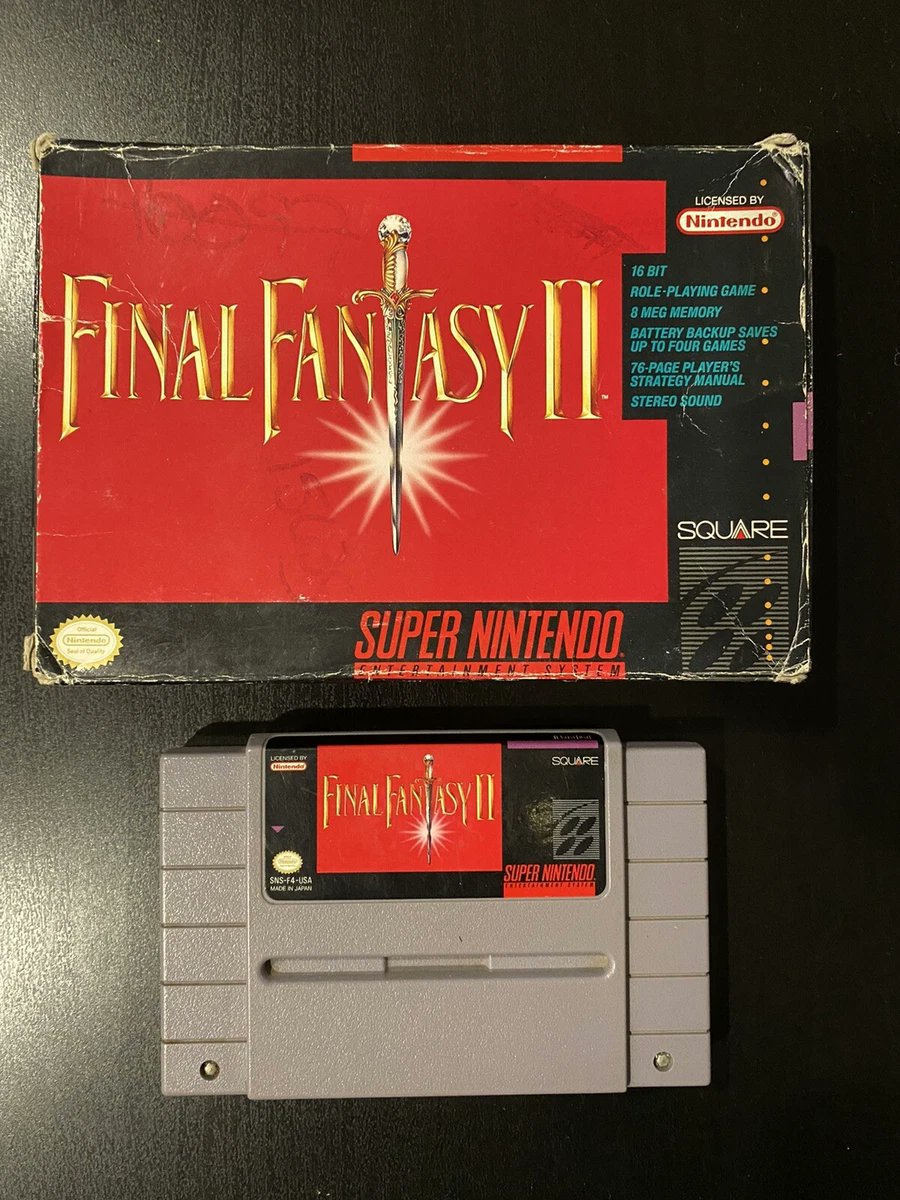 LICENSED BY
Nintendo®
FINAL FANTASY II™
16 BIT
ROLE-PLAYING GAME
8 MEG MEMORY
BATTERY BACKUP SAVES
UP TO FOUR GAMES
76-PAGE PLAYER'S
STRATEGY MANUAL
STEREO SOUND
SQUARE
Official
Nintendo
Seal of Quality
SUPER NINTENDO®
ENTERTAINMENT SYSTEM
LICENSED BY
Nintendo
SQUARE
FINAL FANTASY II
Nintendo
SNS-F4-USA
MADE IN JAPAN
SUPER NINTENDO
ENTERTAINMENT SYSTEM